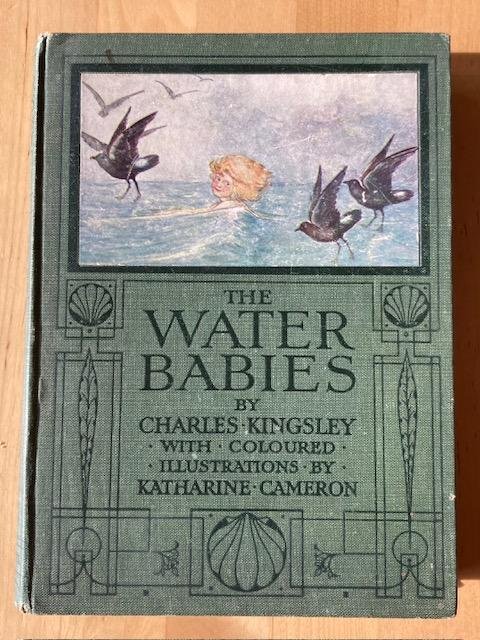 THE
WATER
BABIES
BY
CHARLES·KINGSLEY
·WITH·COLOURED·
·ILLUSTRATIONS·BY·
KATHARINE·CAMERON